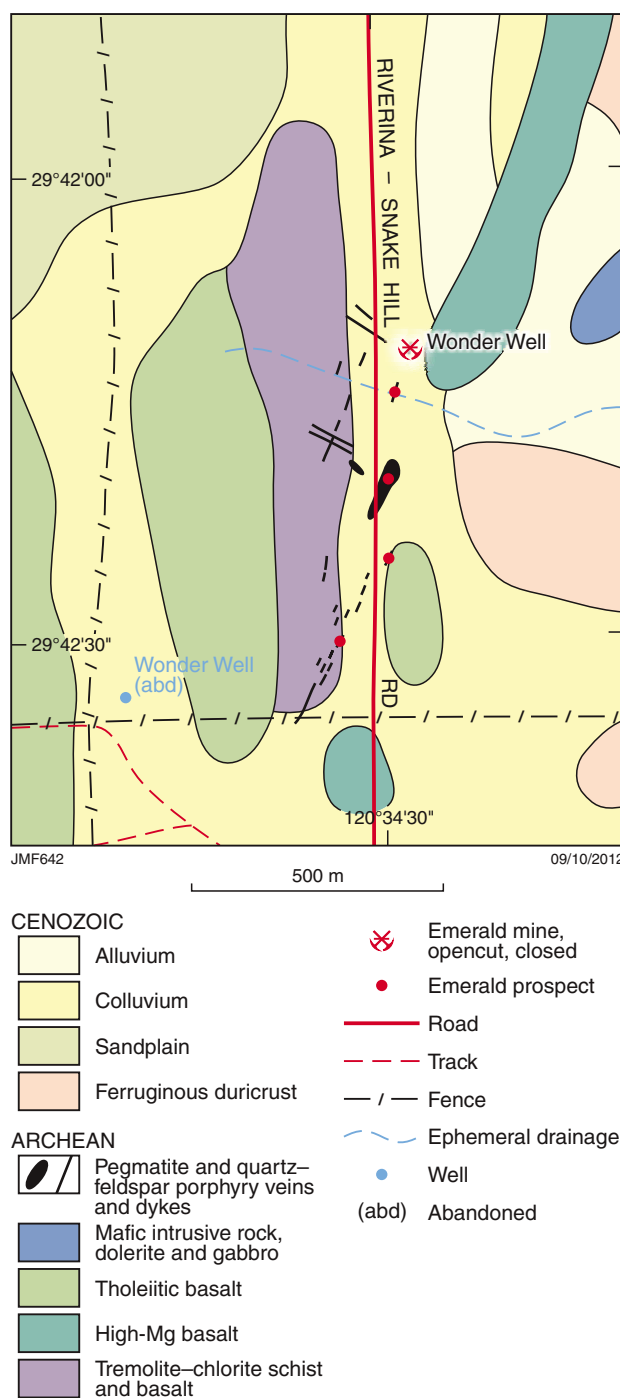 RIVERINA – SNAKE HILL
29°42'00"
Wonder Well
29°42'30"
Wonder Well
(abd)
RD
120°34'30"
JMF642
09/10/2012
500 m
CENOZOIC
Alluvium
Colluvium
Sandplain
Ferruginous duricrust
ARCHEAN
Pegmatite and quartz–
feldspar porphyry veins
and dykes
Mafic intrusive rock,
dolerite and gabbro
Tholeiitic basalt
High-Mg basalt
Tremolite–chlorite schist
and basalt
Emerald mine,
opencut, closed
Emerald prospect
Road
Track
Fence
Ephemeral drainage
Well
(abd) Abandoned